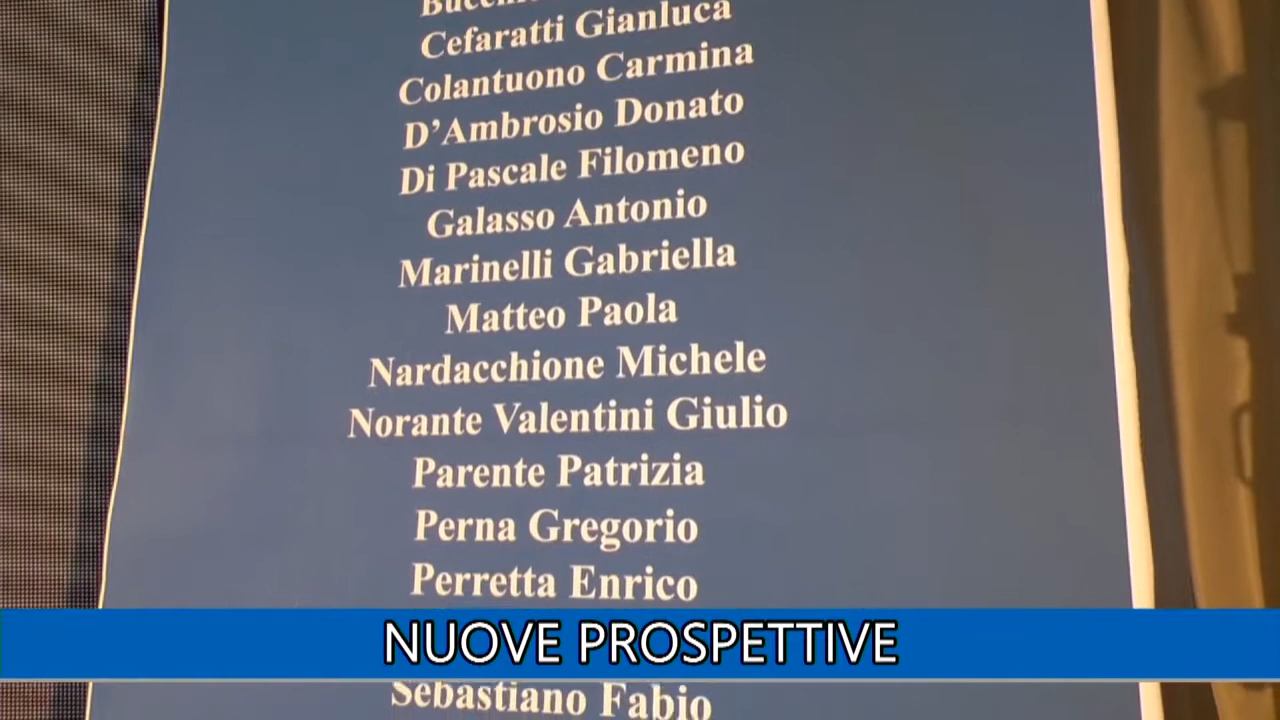 Cefaratti Gianluca
Colantuono Carmina
D’Ambrosio Donato
Di Pascale Filomeno
Galasso Antonio
Marinelli Gabriella
Matteo Paola
Nardacchione Michele
Norante Valentini Giulio
Parente Patrizia
Perna Gregorio
Perretta Enrico
NUOVE PROSPETTIVE
Sebastiano Fabio